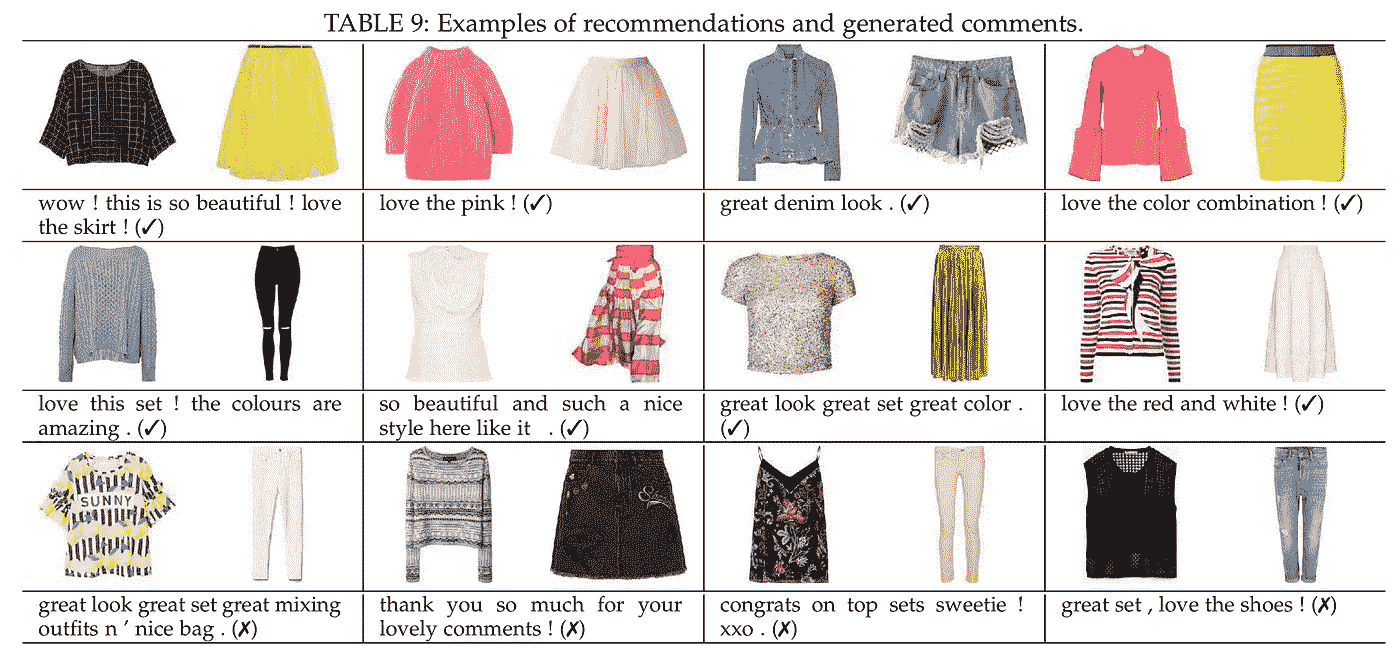 TABLE 9: Examples of recommendations and generated comments.
wow ! this is so beautiful ! love
the skirt ! (✓)
love the pink ! (✓)
great denim look . (✓)
love the color combination ! (✓)
love this set ! the colours are
amazing . (✓)
so beautiful and such a nice
style here like it . (✓)
great look great set great color .
(✓)
love the red and white ! (✓)
SUNNY
great look great set great mixing
outfits n ’ nice bag . (✗)
thank you so much for your
lovely comments ! (✗)
congrats on top sets sweetie !
xxo . (✗)
great set , love the shoes ! (✗)